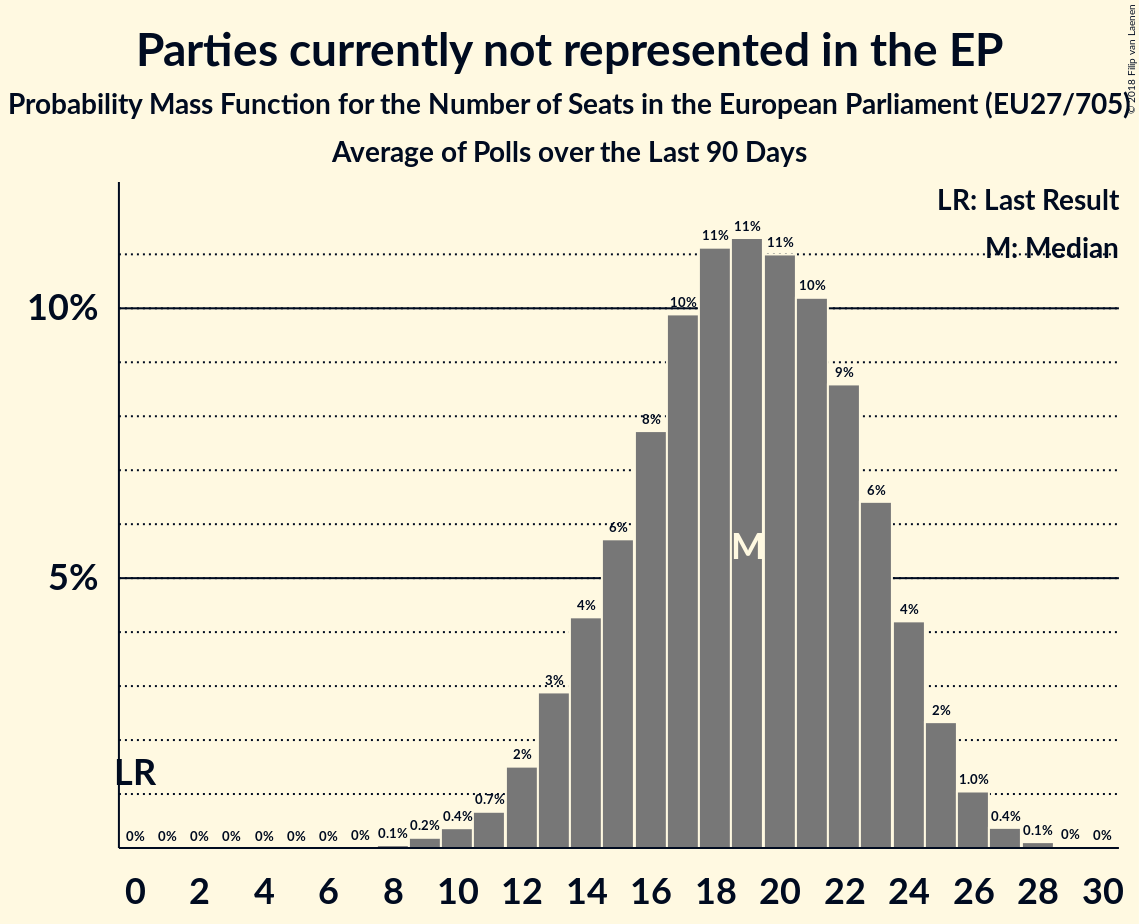 Parties currently not represented in the EP
Probability Mass Function for the Number of Seats in the European Parliament (EU27/705)
Average of Polls over the Last 90 Days
© 2018 Filip van Laenen
LR: Last Result
M: Median
10%
5%
LR
M
0% 0% 0% 0% 0% 0% 0% 0% 0.1% 0.2% 0.4% 0.7% 2% 3% 4% 6% 8% 10% 11% 11% 11% 10% 9% 6% 4% 2% 1.0% 0.4% 0.1% 0% 0%
0 2 4 6 8 10 12 14 16 18 20 22 24 26 28 30